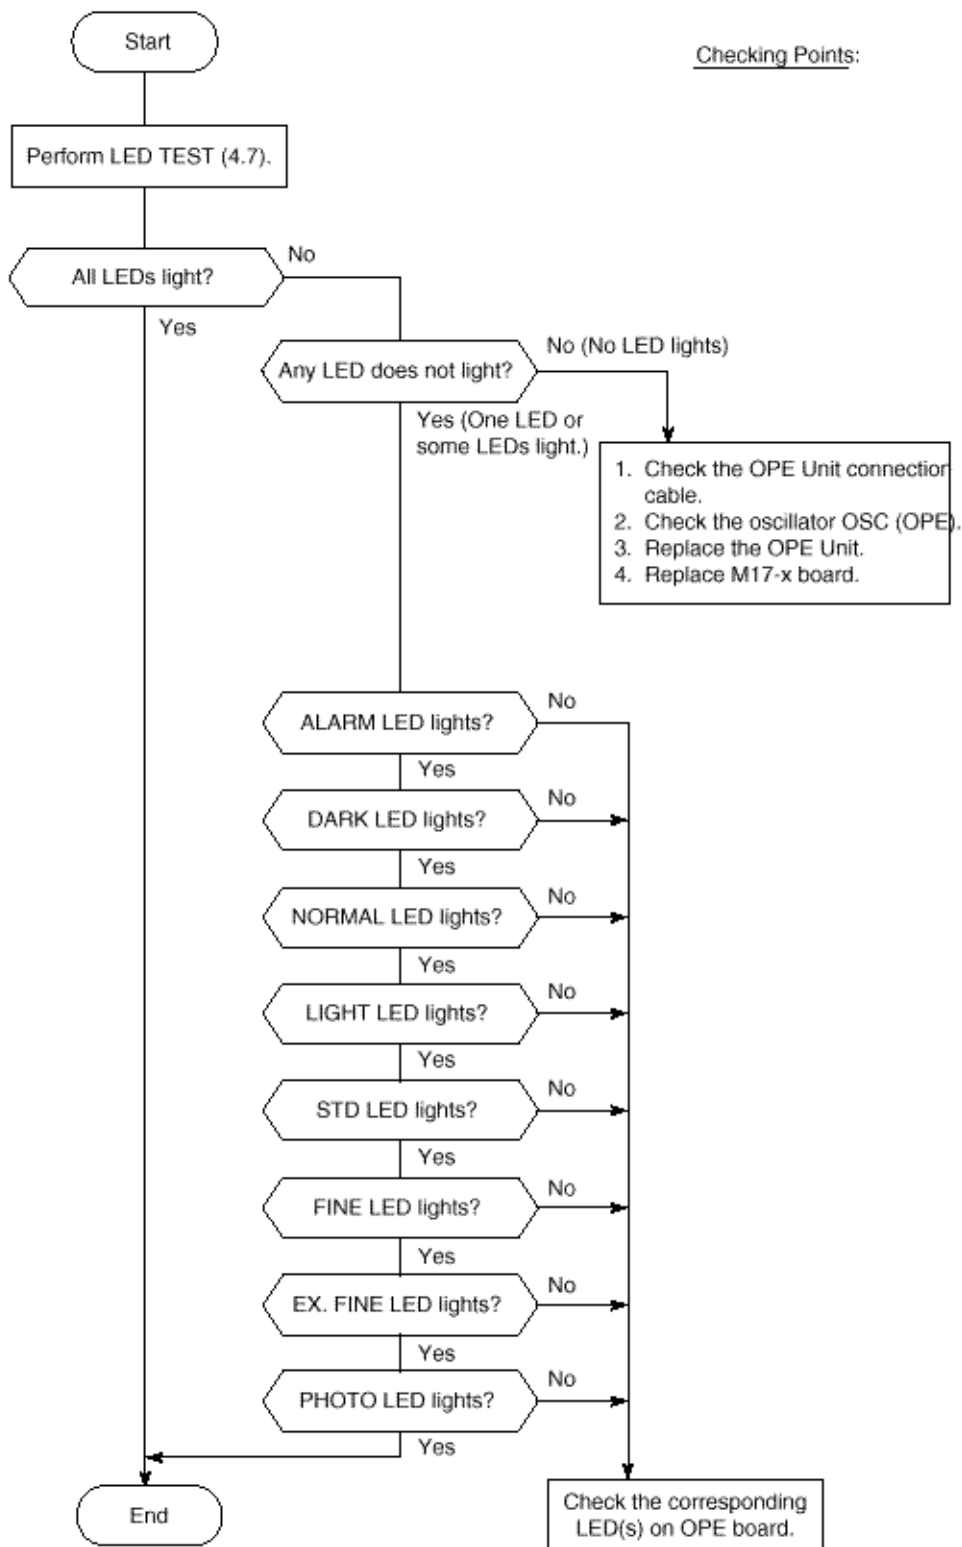 Start
Checking Points:
Perform LED TEST (4.7).
All LEDs light?
No
Yes
Any LED does not light?
No (No LED lights)
Yes (One LED or
some LEDs light.)
1. Check the OPE Unit connection
cable.
2. Check the oscillator OSC (OPE).
3. Replace the OPE Unit.
4. Replace M17-x board.
ALARM LED lights?
No
Yes
DARK LED lights?
No
Yes
NORMAL LED lights?
No
Yes
LIGHT LED lights?
No
Yes
STD LED lights?
No
Yes
FINE LED lights?
No
Yes
EX. FINE LED lights?
No
Yes
PHOTO LED lights?
No
Yes
End
Check the corresponding
LED(s) on OPE board.